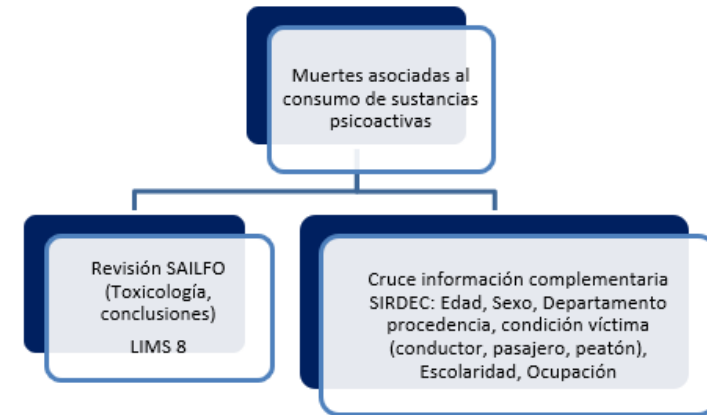 Muertes asociadas al
consumo de sustancias
psicoactivas
Revisión SAILFO
(Toxicología,
conclusiones)
LIMS 8
Cruce información complementaria
SIRDEC: Edad, Sexo, Departamento
procedencia, condición víctima
(conductor, pasajero, peatón),
Escolaridad, Ocupación